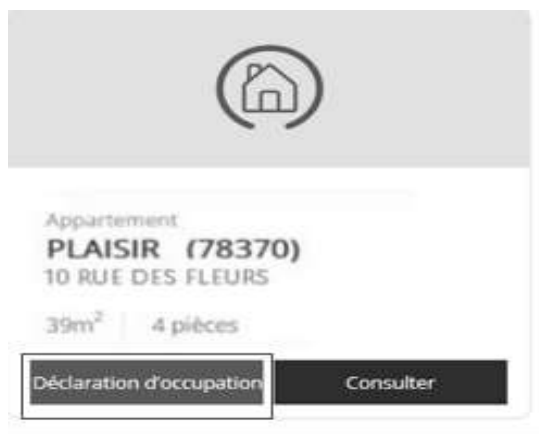 Appartement
PLAISIR (78370)
10 RUE DES FLEURS
39m² 4 pièces
Déclaration d'occupation Consulter